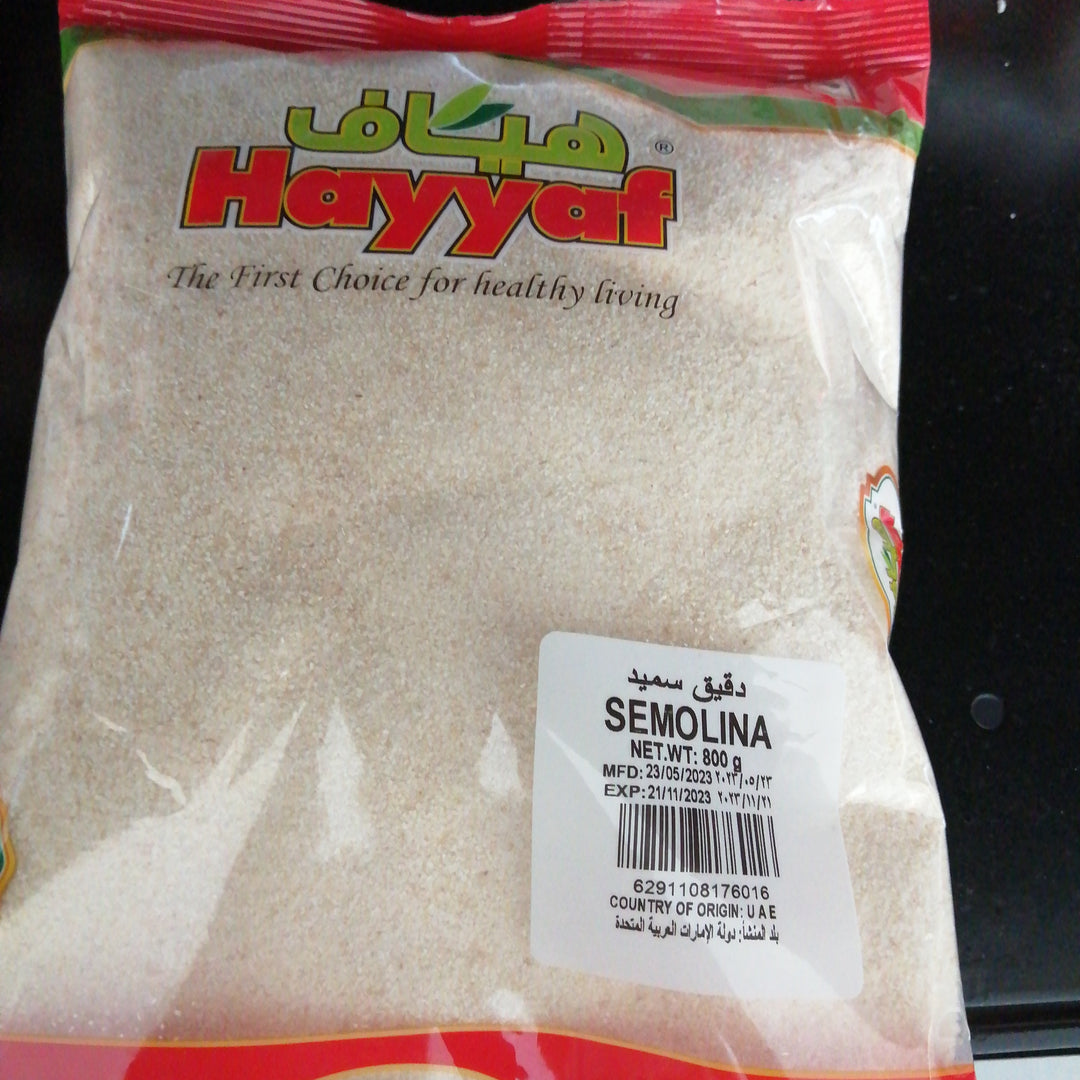 هياف
Hayyaf ®
The First Choice for healthy living
دقيق سميد
SEMOLINA
NET.WT: 800 g
MFD: 23/05/2023 ٢٠٢٣/٠٥/٢٣
EXP: 21/11/2023 ٢٠٢٣/١١/٢١
6291108176016
COUNTRY OF ORIGIN: U A E
بلد المنشأ: دولة الإمارات العربية المتحدة